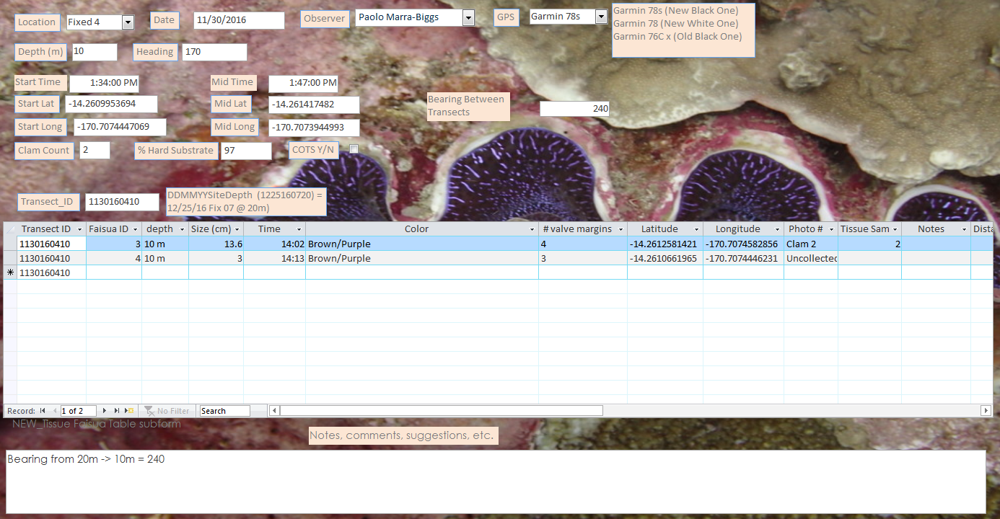 Location Fixed 4 Date 11/30/2016 Observer Paolo Marra-Biggs GPS Garmin 78s
Garmin 78s (New Black One)
Garmin 78 (New White One)
Garmin 76C x (Old Black One)
Depth (m) 10 Heading 170
Start Time 1:34:00 PM Mid Time 1:47:00 PM
Start Lat -14.2609953694 Mid Lat -14.261417482
Bearing Between
Transects
240
Start Long -170.7074447069 Mid Long -170.7073944993
Clam Count 2 % Hard Substrate 97 COTS Y/N
Transect_ID 1130160410
DDMMYYSiteDepth (1225160720) =
12/25/16 Fix 07 @ 20m)
Transect ID Faisua ID depth Size (cm) Time Color # valve margins Latitude Longitude Photo # Tissue Sam Notes Dista
1130160410 3 10 m 13.6 14:02 Brown/Purple 4 -14.2612581421 -170.7074582856 Clam 2 2
1130160410 4 10 m 3 14:13 Brown/Purple 3 -14.2610661965 -170.7074446231 Uncollected
* 1130160410
Record: 1 of 2 No Filter Search
NEW_Tissue Faisua Table subform
Notes, comments, suggestions, etc.
Bearing from 20m -> 10m = 240